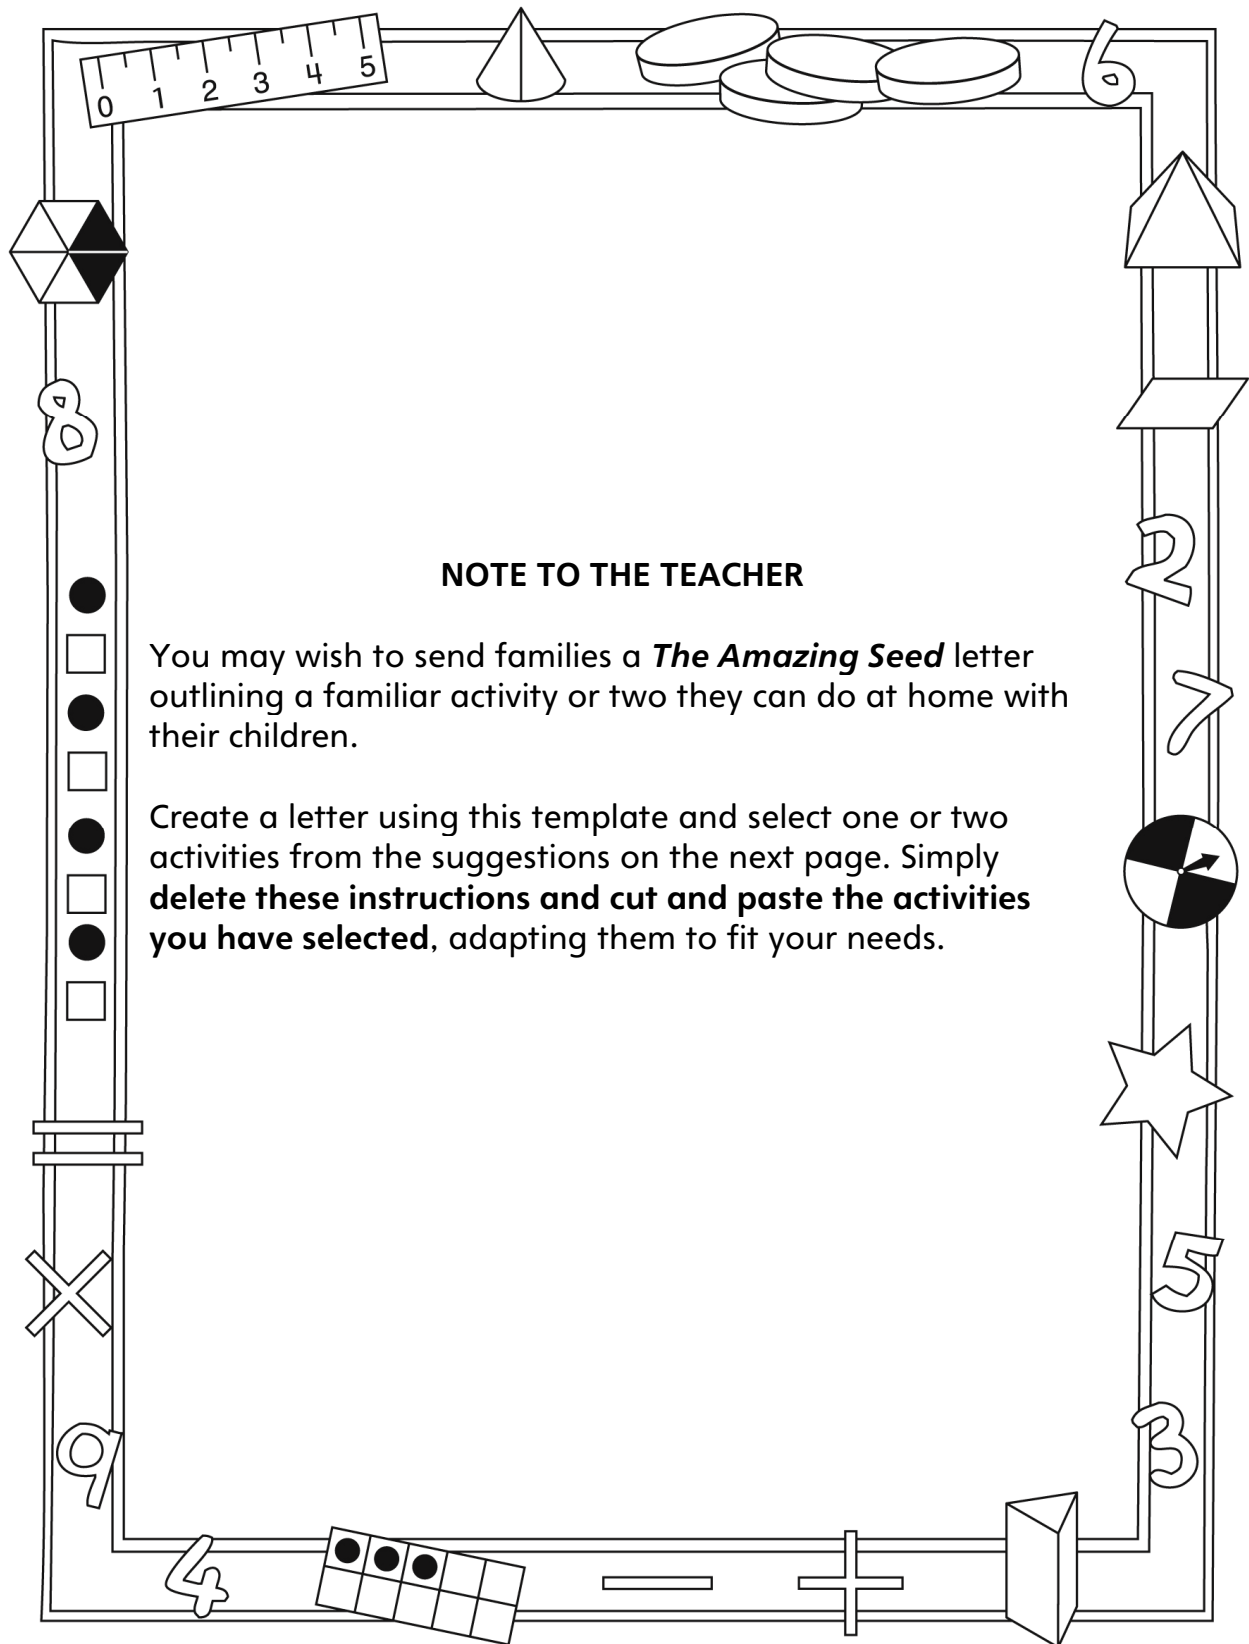 0 1 2 3 4 5
6
8
2
7
5
3
9
4
NOTE TO THE TEACHER
You may wish to send families a The Amazing Seed letter
outlining a familiar activity or two they can do at home with
their children.
Create a letter using this template and select one or two
activities from the suggestions on the next page. Simply
delete these instructions and cut and paste the activities
you have selected, adapting them to fit your needs.
=
×
− +